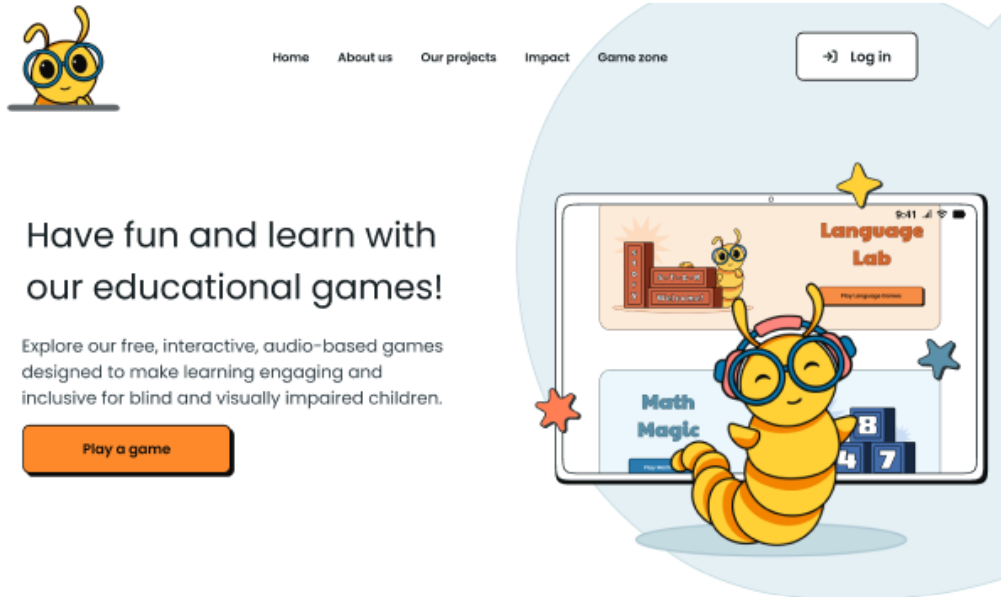 Home About us Our projects Impact Game zone Log in
Have fun and learn with
our educational games!
Explore our free, interactive, audio-based games
designed to make learning engaging and
inclusive for blind and visually impaired children.
Play a game
9:41
Language
Lab
Play Language Games
Math
Magic
Play
8
4 7